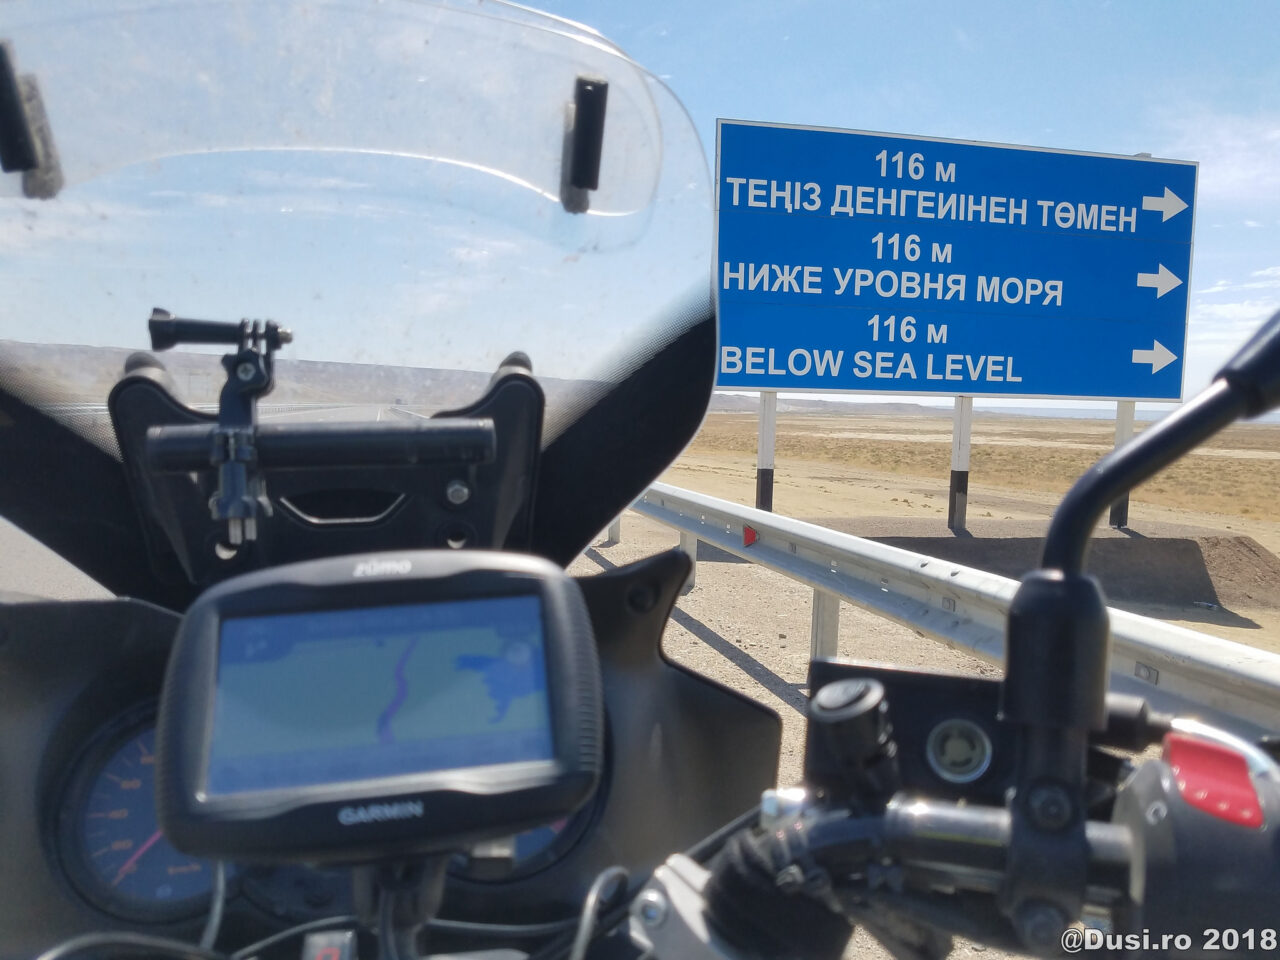 116 м
ТЕҢІЗ ДЕНГЕИІНЕН ТӨМЕН
116 м
НИЖЕ УРОВНЯ МОРЯ
116 м
BELOW SEA LEVEL
zūmo
GARMIN
@Dusi.ro 2018